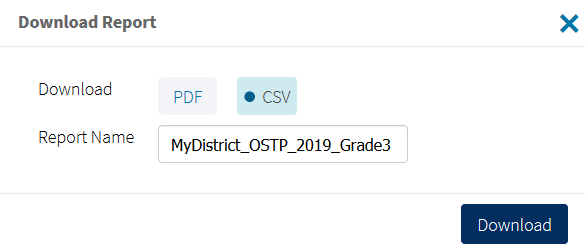 Download Report
Download PDF CSV
Report Name MyDistrict_OSTP_2019_Grade3
Download